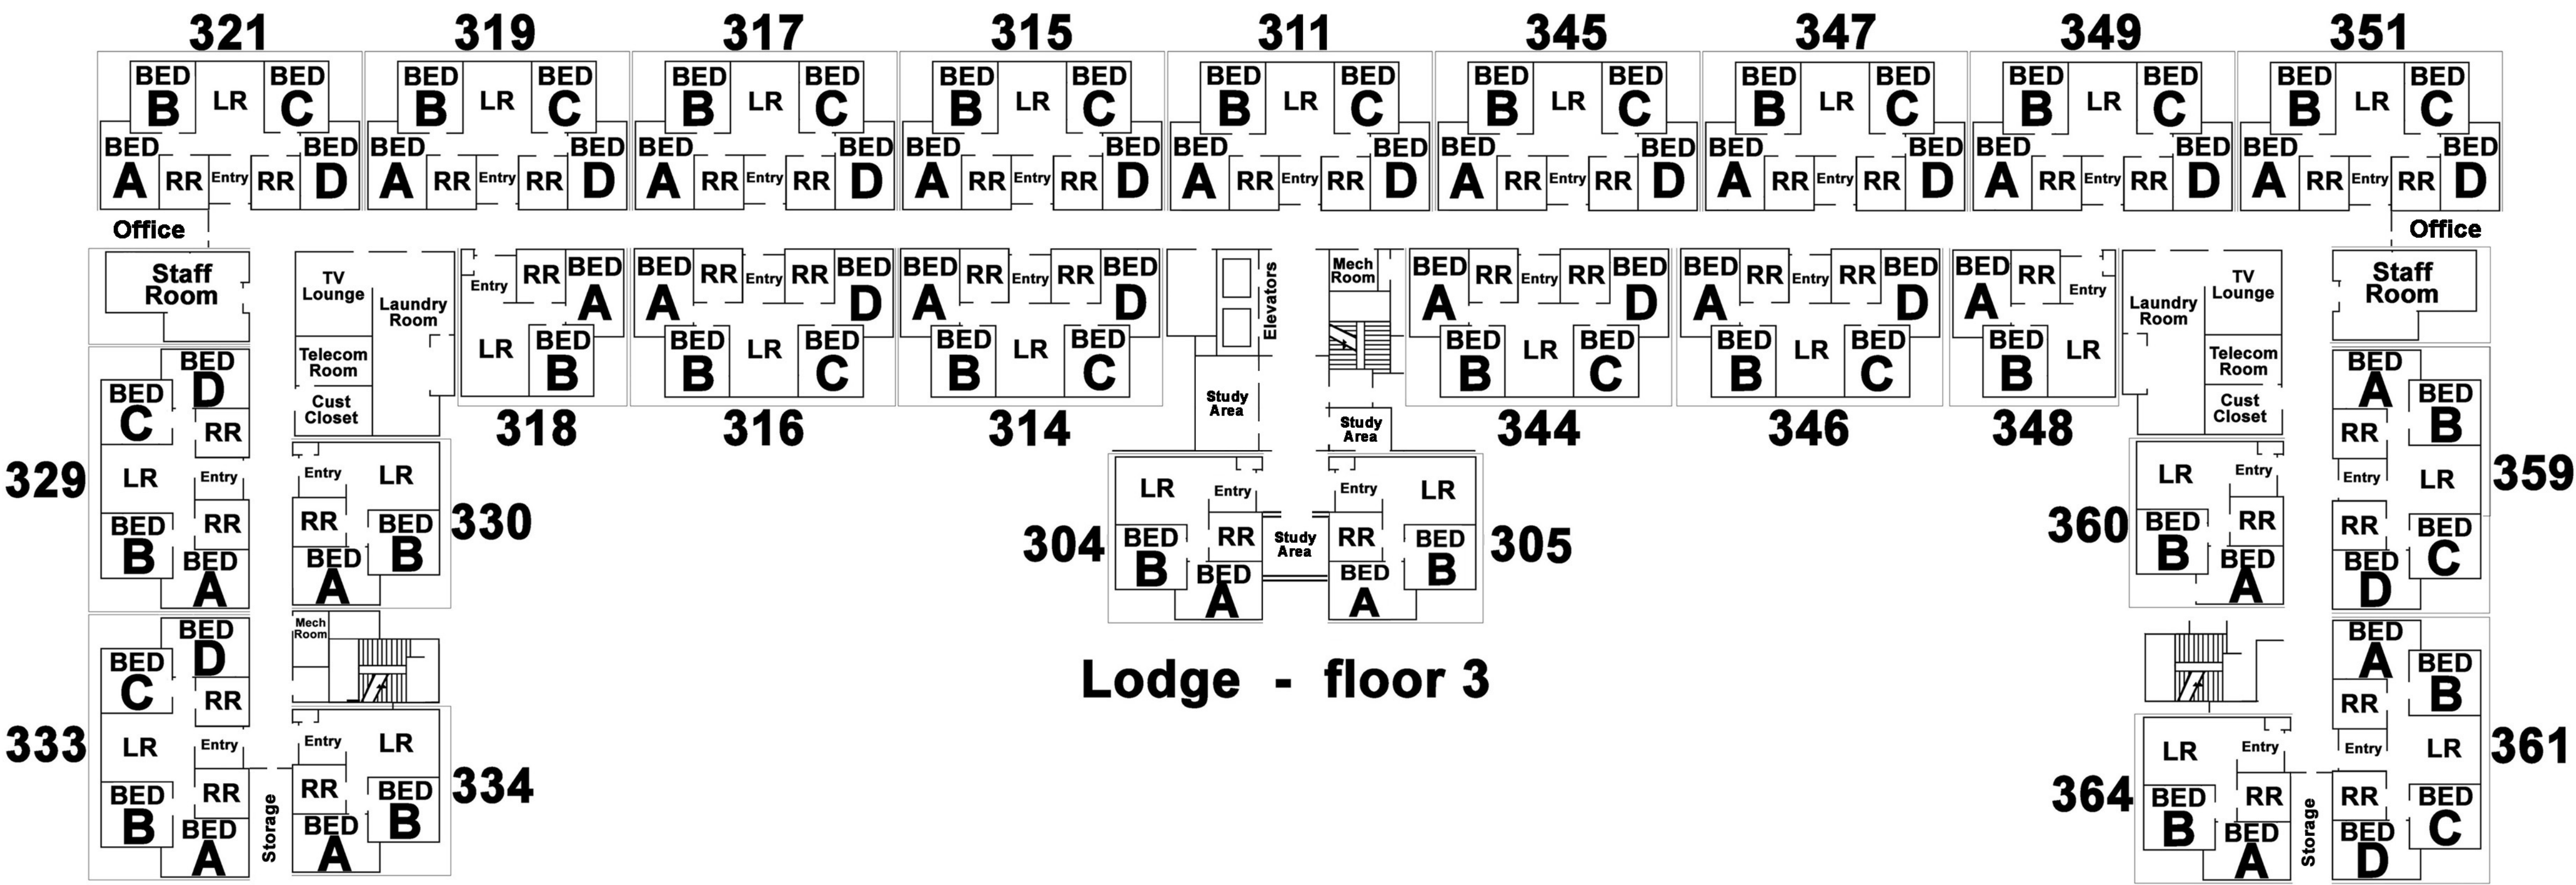 321 319 317 315 311 345 347 349 351
BED B LR BED C
BED A RR Entry RR BED D
BED B LR BED C
BED A RR Entry RR BED D
BED B LR BED C
BED A RR Entry RR BED D
BED B LR BED C
BED A RR Entry RR BED D
BED B LR BED C
BED A RR Entry RR BED D
BED B LR BED C
BED A RR Entry RR BED D
BED B LR BED C
BED A RR Entry RR BED D
BED B LR BED C
BED A RR Entry RR BED D
BED B LR BED C
BED A RR Entry RR BED D
Office
Office
Staff
Room
TV
Lounge
Laundry
Room
Telecom
Room
Cust
Closet
Entry RR BED A
LR BED B
318
BED A RR Entry RR BED D
BED B LR BED C
316
BED A RR Entry RR BED D
BED B LR BED C
314
Elevators
Mech
Room
Study
Area
Study
Area
BED A RR Entry RR BED D
BED B LR BED C
344
BED A RR Entry RR BED D
BED B LR BED C
346
BED A RR Entry
BED B LR
348
Laundry
Room
TV
Lounge
Telecom
Room
Cust
Closet
Staff
Room
BED D
BED C
RR
329 LR Entry
BED B RR
BED A
Entry LR
RR BED B 330
BED A
LR Entry
304 BED B RR
BED A
Study
Area
Entry LR
RR BED B 305
BED A
LR Entry
360 BED B RR
BED A
BED A
RR BED B
Entry LR 359
RR BED C
BED D
Mech
Room
Lodge - floor 3
BED D
BED C
RR
333 LR Entry
BED B RR
BED A
Storage
Entry LR
RR BED B 334
BED A
LR Entry
364 BED B RR
BED A
Storage
BED A
RR BED B
Entry LR 361
RR BED C
BED D